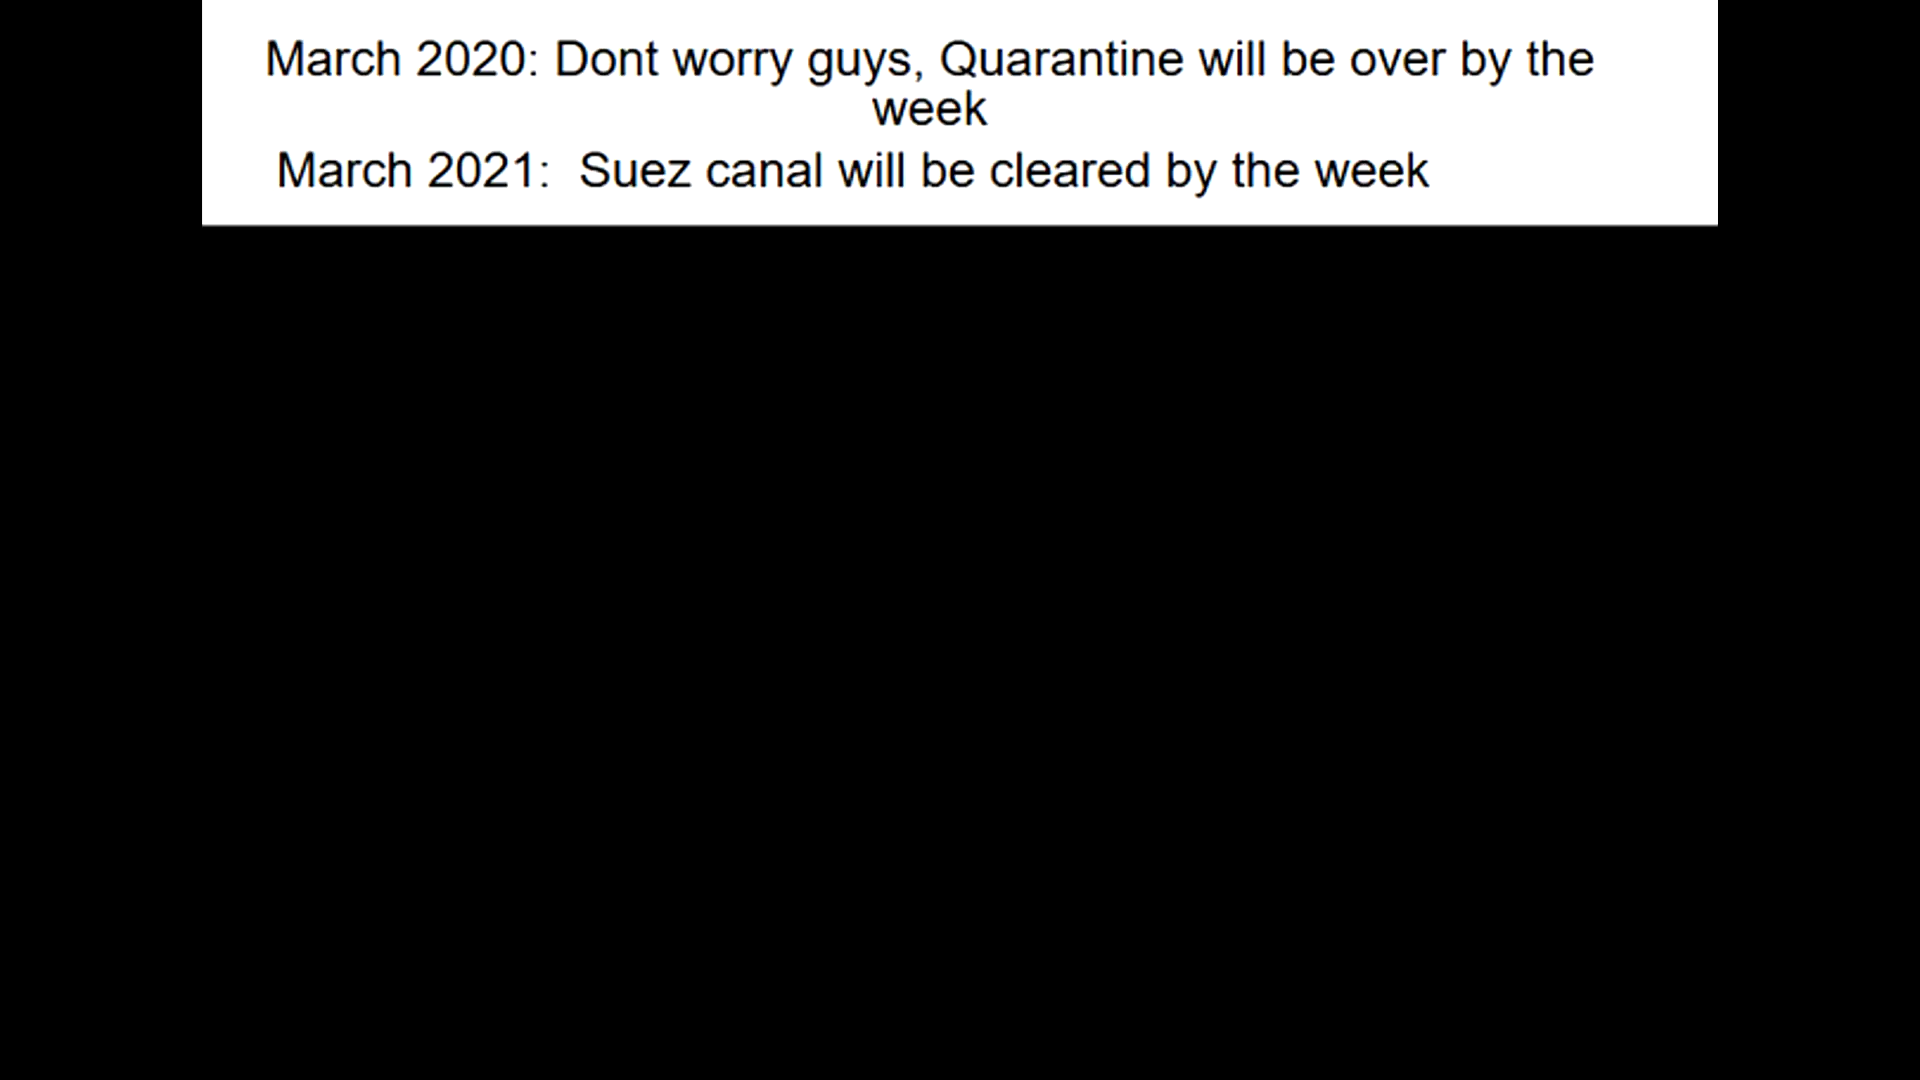 March 2020: Dont worry guys, Quarantine will be over by the
week
March 2021:  Suez canal will be cleared by the week